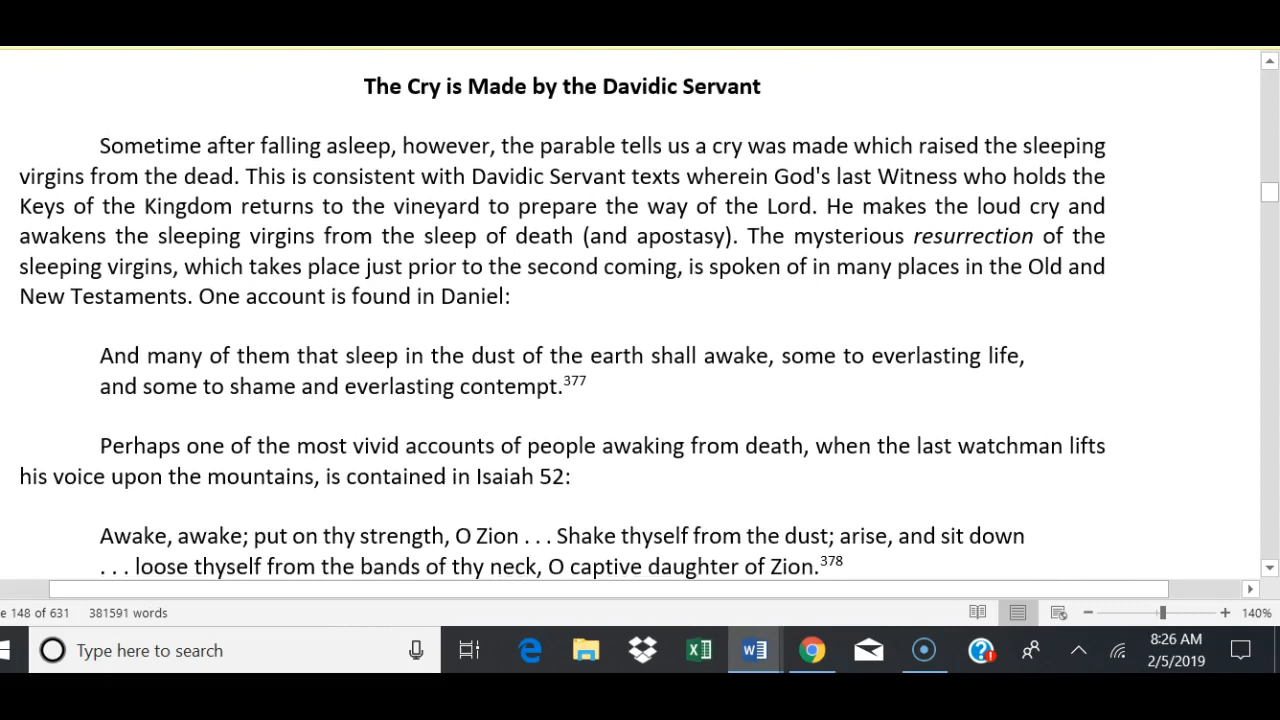 The Cry is Made by the Davidic Servant
Sometime after falling asleep, however, the parable tells us a cry was made which raised the sleeping
virgins from the dead. This is consistent with Davidic Servant texts wherein God's last Witness who holds the
Keys of the Kingdom returns to the vineyard to prepare the way of the Lord. He makes the loud cry and
awakens the sleeping virgins from the sleep of death (and apostasy). The mysterious resurrection of the
sleeping virgins, which takes place just prior to the second coming, is spoken of in many places in the Old and
New Testaments. One account is found in Daniel:
And many of them that sleep in the dust of the earth shall awake, some to everlasting life,
and some to shame and everlasting contempt.377
Perhaps one of the most vivid accounts of people awaking from death, when the last watchman lifts
his voice upon the mountains, is contained in Isaiah 52:
Awake, awake; put on thy strength, O Zion . . . Shake thyself from the dust; arise, and sit down
. . . loose thyself from the bands of thy neck, O captive daughter of Zion.378
e 148 of 631 381591 words 140%
Type here to search 8:26 AM
2/5/2019